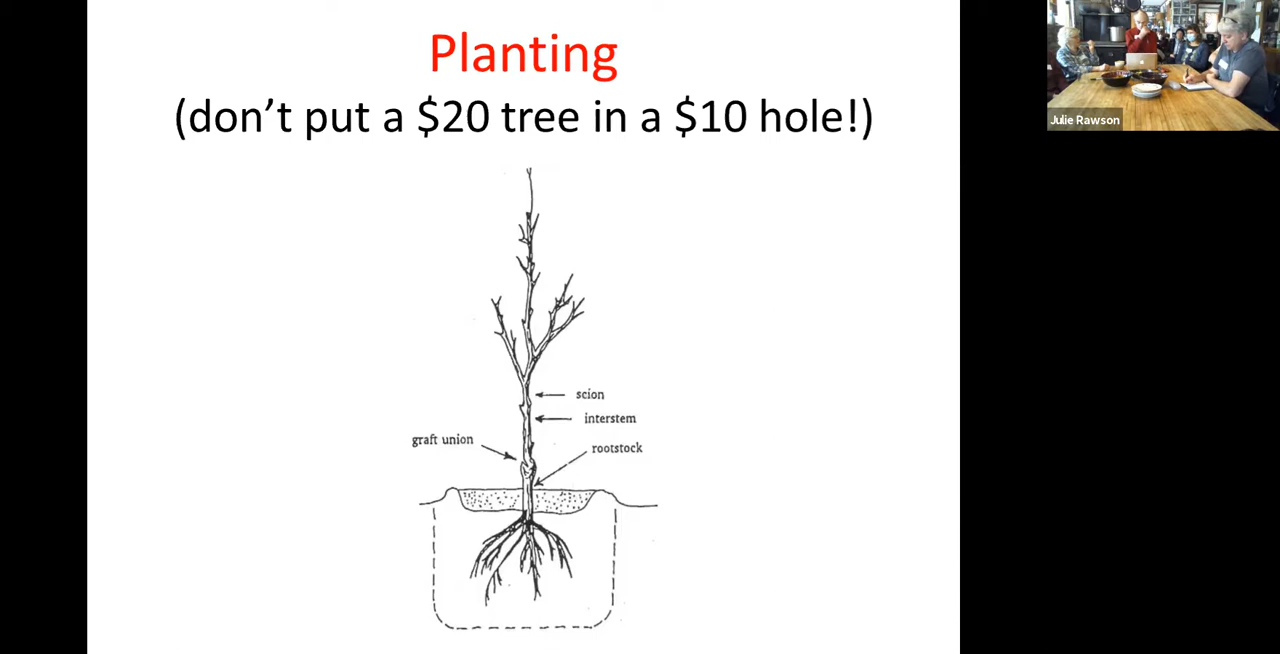 Planting
(don’t put a $20 tree in a $10 hole!)
Julie Rawson
scion
interstem
graft union
rootstock